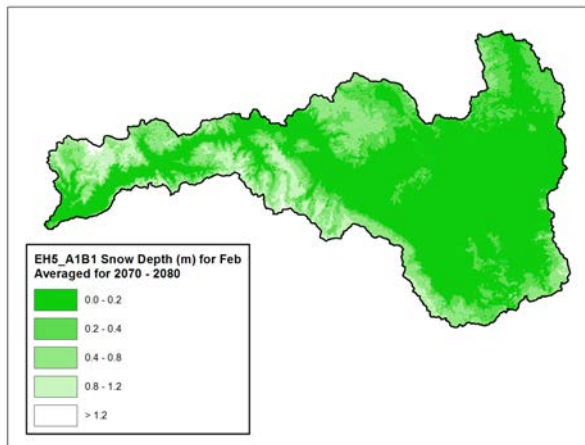 EH5_A1B1 Snow Depth (m) for Feb
Averaged for 2070 - 2080
0.0 - 0.2
0.2 - 0.4
0.4 - 0.8
0.8 - 1.2
> 1.2